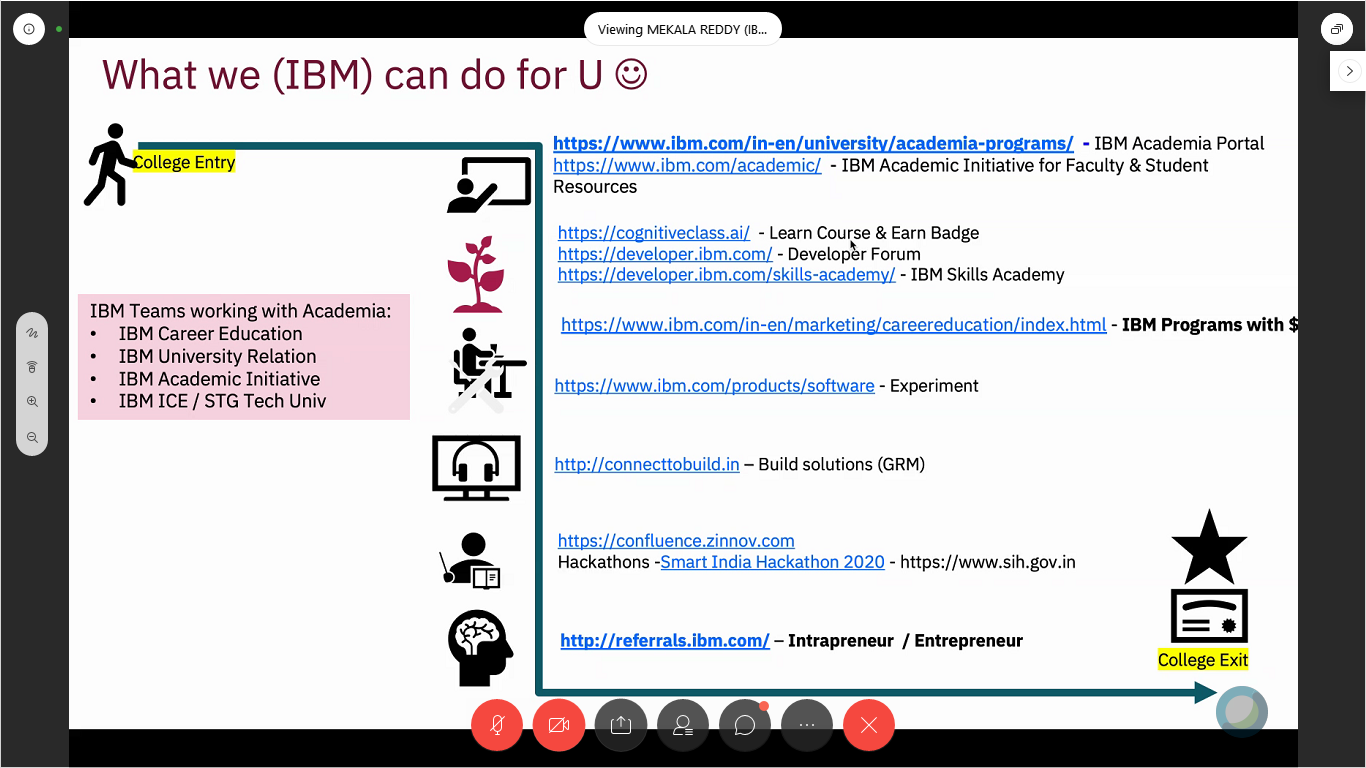 Viewing MEKALA REDDY (IB...
What we (IBM) can do for U ☺
College Entry
https://www.ibm.com/in-en/university/academia-programs/ - IBM Academia Portal
https://www.ibm.com/academic/ - IBM Academic Initiative for Faculty & Student
Resources
https://cognitiveclass.ai/ - Learn Course & Earn Badge
https://developer.ibm.com/ - Developer Forum
https://developer.ibm.com/skills-academy/ - IBM Skills Academy
IBM Teams working with Academia:
• IBM Career Education
• IBM University Relation
• IBM Academic Initiative
• IBM ICE / STG Tech Univ
https://www.ibm.com/in-en/marketing/careereducation/index.html - IBM Programs with $
https://www.ibm.com/products/software - Experiment
http://connecttobuild.in – Build solutions (GRM)
https://confluence.zinnov.com
Hackathons -Smart India Hackathon 2020 - https://www.sih.gov.in
http://referrals.ibm.com/ – Intrapreneur / Entrepreneur
College Exit